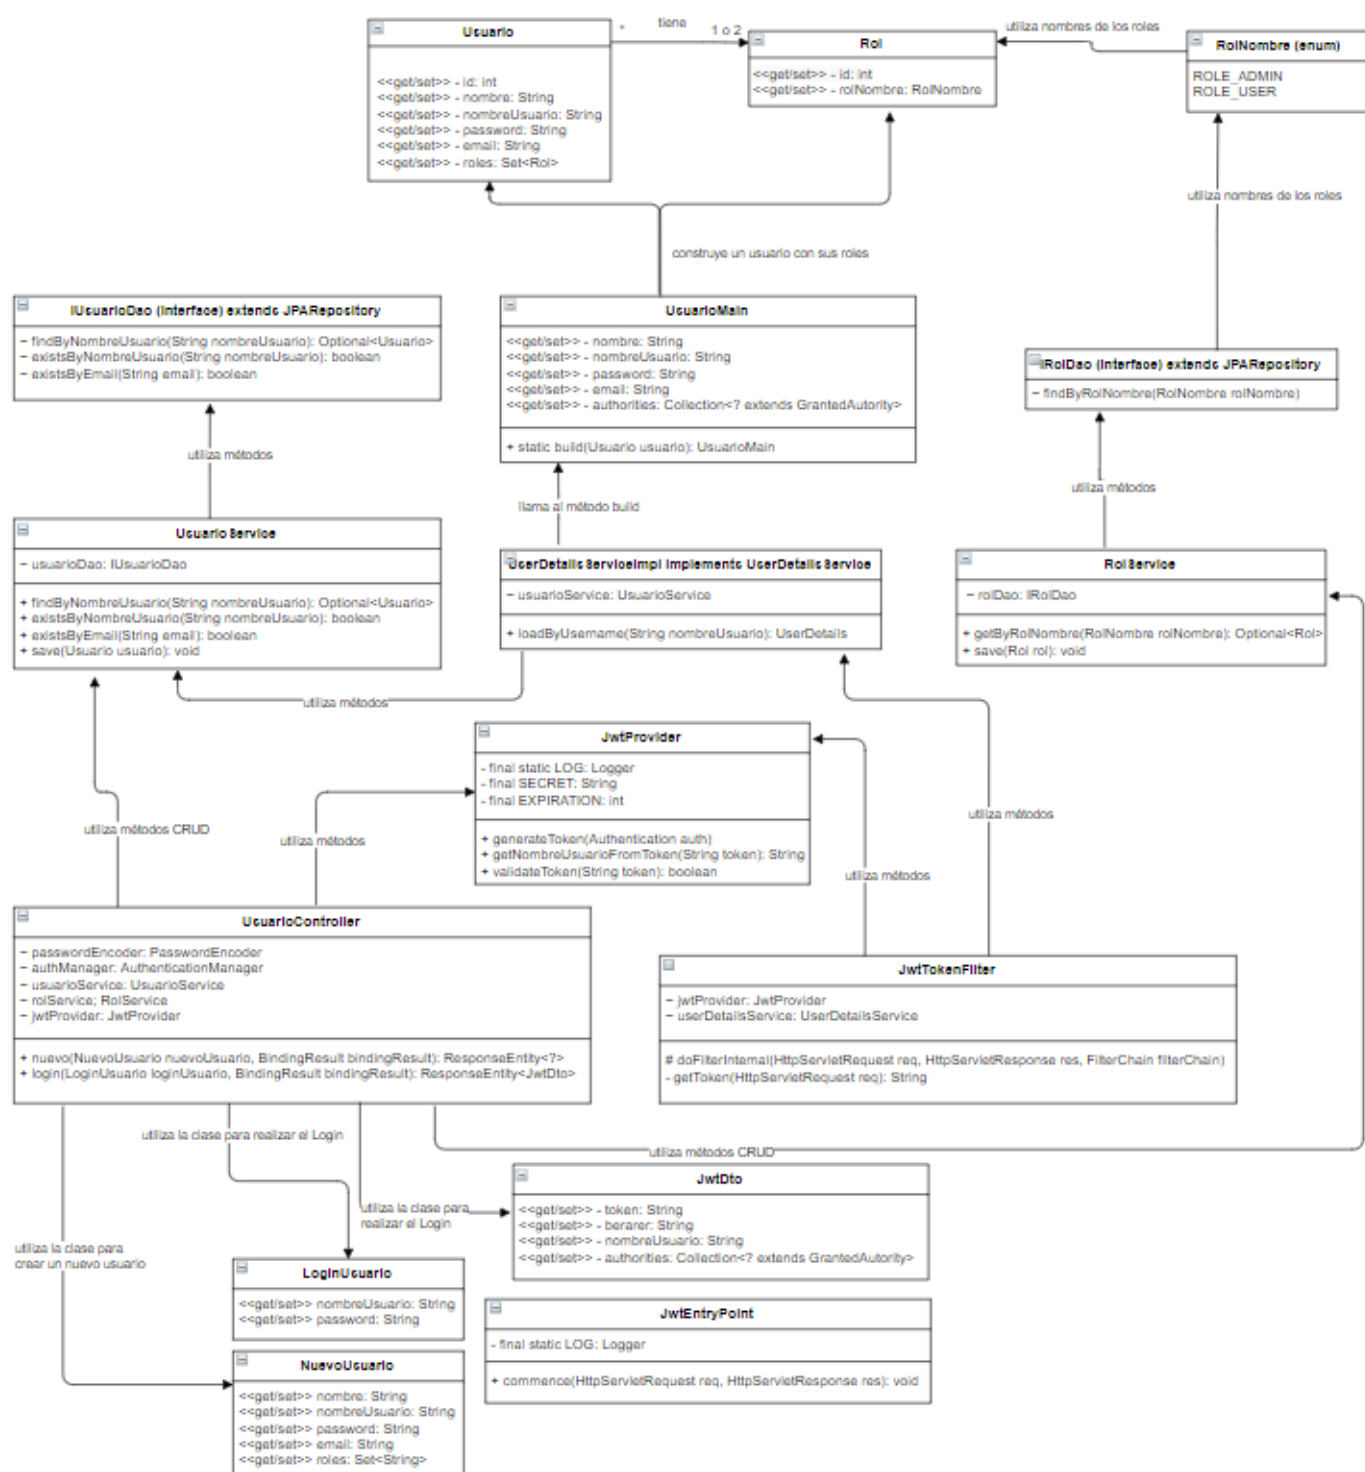 Usuario
<<get/set>> - id: int
<<get/set>> - nombre: String
<<get/set>> - nombreUsuario: String
<<get/set>> - password: String
<<get/set>> - email: String
<<get/set>> - roles: Set<Rol>
*
tiene
1 o 2
Rol
<<get/set>> - id: int
<<get/set>> - rolNombre: RolNombre
utiliza nombres de los roles
RolNombre (enum)
ROLE_ADMIN
ROLE_USER
utiliza nombres de los roles
construye un usuario con sus roles
IUsuarioDao (Interface) extends JPARepository
− findByNombreUsuario(String nombreUsuario): Optional<Usuario>
− existsByNombreUsuario(String nombreUsuario): boolean
− existsByEmail(String email): boolean
UsuarioMain
<<get/set>> - nombre: String
<<get/set>> - nombreUsuario: String
<<get/set>> - password: String
<<get/set>> - email: String
<<get/set>> - authorities: Collection<? extends GrantedAutority>
+ static build(Usuario usuario): UsuarioMain
IRolDao (Interface) extends JPARepository
− findByRolNombre(RolNombre rolNombre)
utiliza métodos
llama al método build
utiliza métodos
UsuarioService
− usuarioDao: IUsuarioDao
+ findByNombreUsuario(String nombreUsuario): Optional<Usuario>
+ existsByNombreUsuario(String nombreUsuario): boolean
+ existsByEmail(String email): boolean
+ save(Usuario usuario): void
UserDetailsServiceImpl implements UserDetailsService
− usuarioService: UsuarioService
+ loadByUsername(String nombreUsuario): UserDetails
RolService
− rolDao: IRolDao
+ getByRolNombre(RolNombre rolNombre): Optional<Rol>
+ save(Rol rol): void
utiliza métodos
JwtProvider
- final static LOG: Logger
- final SECRET: String
- final EXPIRATION: int
+ generateToken(Authentication auth)
+ getNombreUsuarioFromToken(String token): String
+ validateToken(String token): boolean
utiliza métodos CRUD
utiliza métodos
utiliza métodos
utiliza métodos
UsuarioController
− passwordEncoder: PasswordEncoder
− authManager: AuthenticationManager
− usuarioService: UsuarioService
− rolService; RolService
− jwtProvider: JwtProvider
+ nuevo(NuevoUsuario nuevoUsuario, BindingResult bindingResult): ResponseEntity<?>
+ login(LoginUsuario loginUsuario, BindingResult bindingResult): ResponseEntity<JwtDto>
JwtTokenFilter
− jwtProvider: JwtProvider
− userDetailsService: UserDetailsService
# doFilterInternal(HttpServletRequest req, HttpServletResponse res, FilterChain filterChain)
- getToken(HttpServletRequest req): String
utiliza la clase para realizar el Login
utiliza métodos CRUD
JwtDto
<<get/set>> - token: String
<<get/set>> - berarer: String
<<get/set>> - nombreUsuario: String
<<get/set>> - authorities: Collection<? extends GrantedAutority>
utiliza la clase para
realizar el Login
utiliza la clase para
crear un nuevo usuario
LoginUsuario
<<get/set>> nombreUsuario: String
<<get/set>> password: String
JwtEntryPoint
- final static LOG: Logger
+ commence(HttpServletRequest req, HttpServletResponse res): void
NuevoUsuario
<<get/set>> nombre: String
<<get/set>> nombreUsuario: String
<<get/set>> password: String
<<get/set>> email: String
<<get/set>> roles: Set<String>